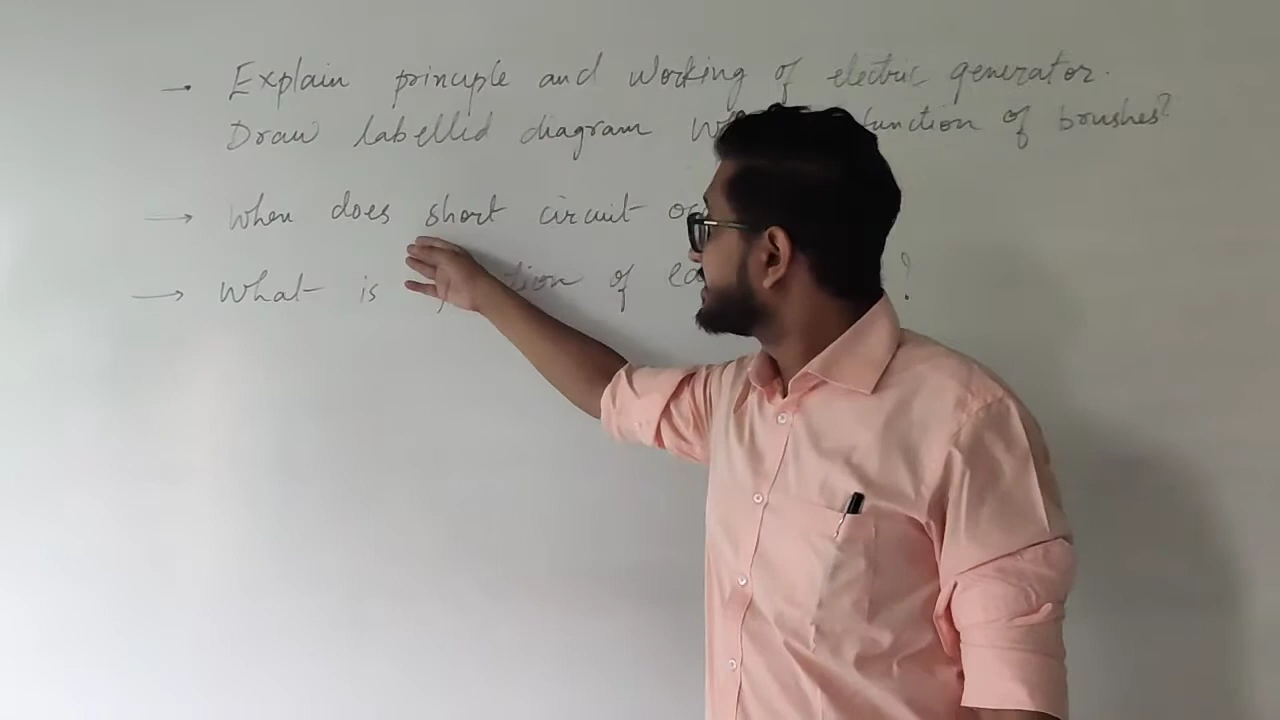 Explain principle and working of electric generator.
Draw labelled diagram function of brushes?
→ When does short circuit
→ What is of ?